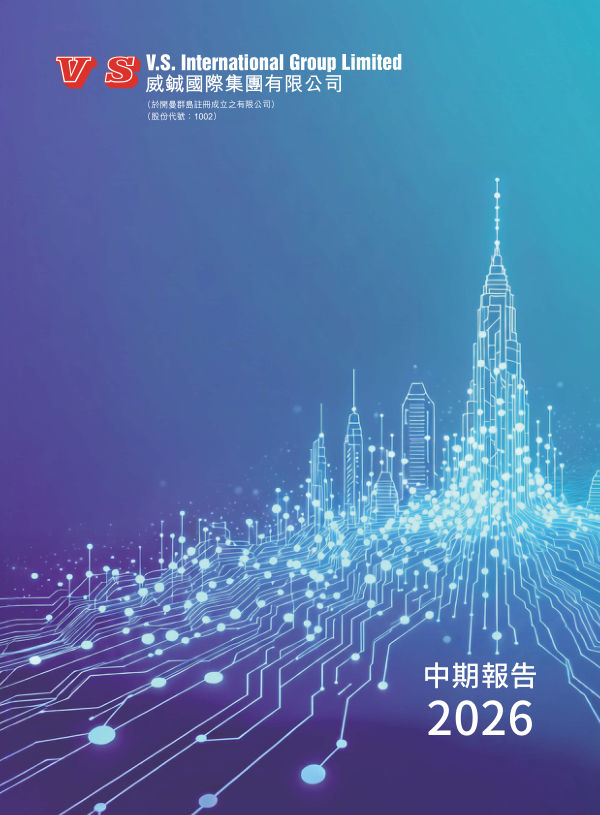 VS
V.S. International Group Limited
威鋮國際集團有限公司
（於開曼群島註冊成立之有限公司）
（股份代號：1002）
中期報告
2026